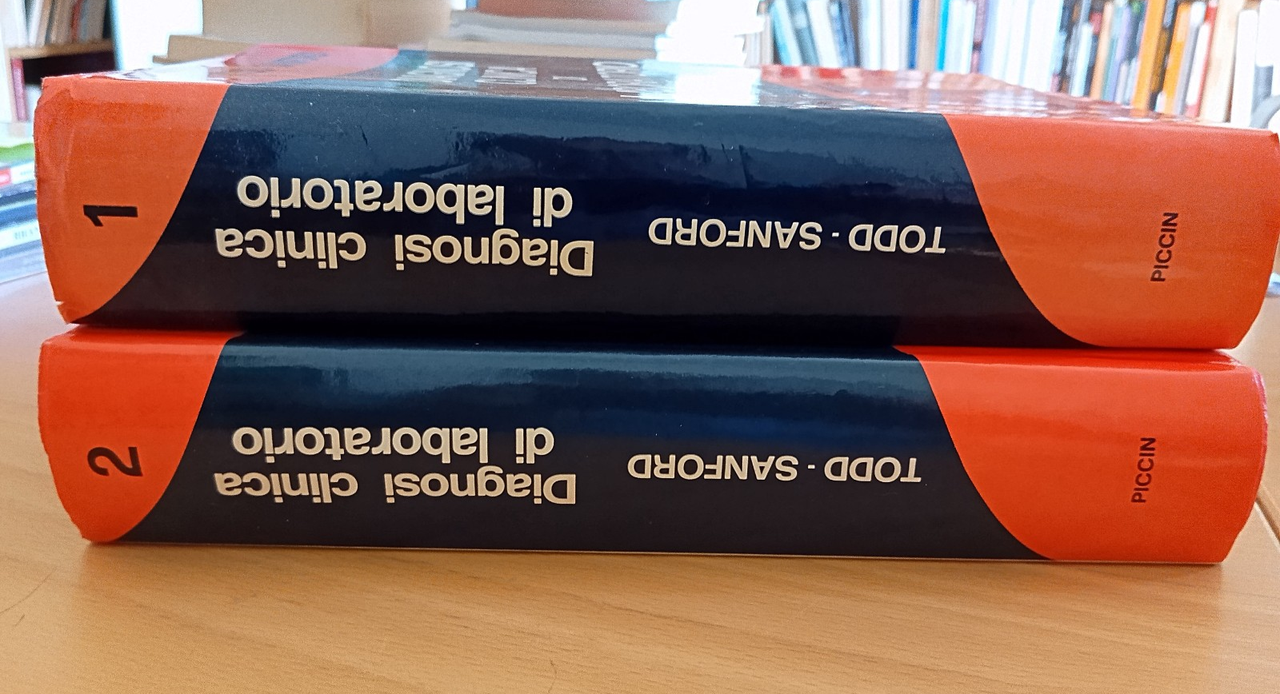 1
Diagnosi clinica
di laboratorio
TODD - SANFORD
PICCIN
2
Diagnosi clinica
di laboratorio
TODD - SANFORD
PICCIN